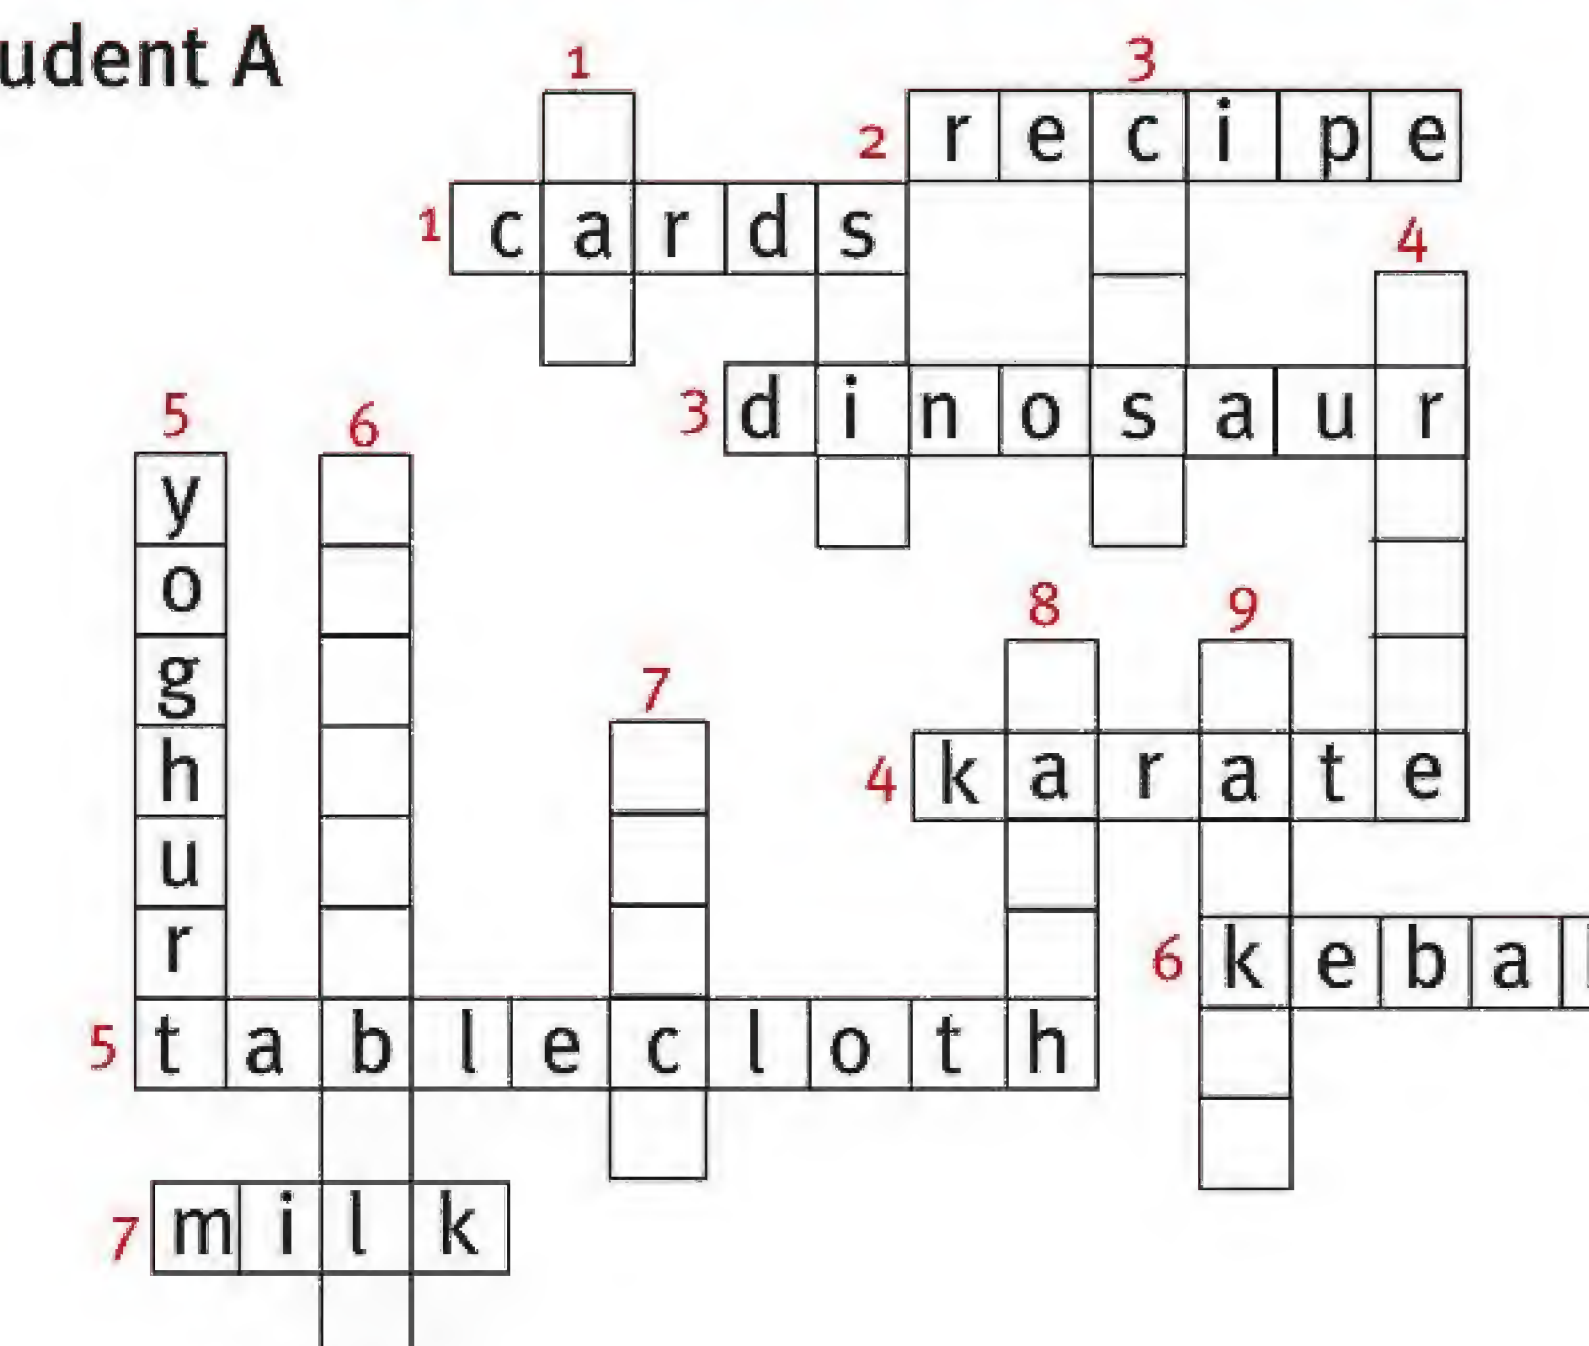 udent A
1
3
2 recipe
1 cards
4
3 dinosaur
5 6
yoghurt
8 9
7
4 karate
6 keba
5 tablecloth
7 milk